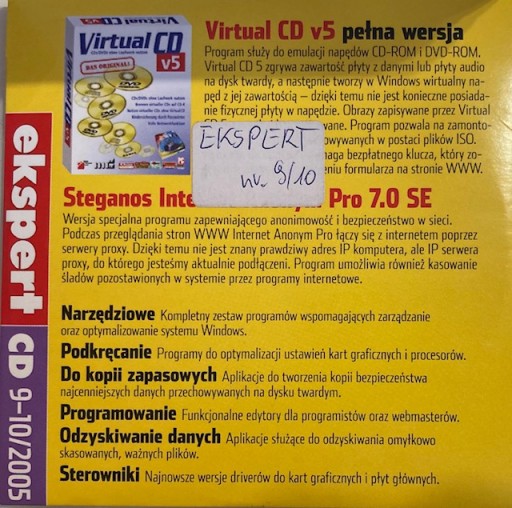 Virtual CD v5 pełna wersja
Program służy do emulacji napędów CD-ROM i DVD-ROM.
Virtual CD 5 zgrywa zawartość płyty z danymi lub płyty audio
na dysk twardy, a następnie tworzy w Windows wirtualny na-
pęd z jej zawartością – dzięki temu nie jest konieczne posiada-
nie fizycznej płyty w napędzie. Obrazy zapisywane przez Virtual
wane. Program pozwala na zamonto-
owywanych w postaci plików ISO.
maga bezpłatnego klucza, który zo-
eniu formularza na stronie WWW.
Virtual CD
v5
DAS ORIGINAL!
EKSPERT
nr. 9/10
Steganos Inte Pro 7.0 SE
Wersja specjalna programu zapewniającego anonimowość i bezpieczeństwo w sieci.
Podczas przeglądania stron WWW Internet Anonym Pro łączy się z internetem poprzez
serwery proxy. Dzięki temu nie jest znany prawdziwy adres IP komputera, ale IP serwera
proxy, do którego jesteśmy aktualnie podłączeni. Program umożliwia również kasowanie
śladów pozostawionych w systemie przez programy internetowe.
Narzędziowe Kompletny zestaw programów wspomagających zarządzanie
oraz optymalizowanie systemu Windows.
Podkręcanie Programy do optymalizacji ustawień kart graficznych i procesorów.
Do kopii zapasowych Aplikacje do tworzenia kopii bezpieczeństwa
najcenniejszych danych przechowywanych na dysku twardym.
Programowanie Funkcjonalne edytory dla programistów oraz webmasterów.
Odzyskiwanie danych Aplikacje służące do odzyskiwania omyłkowo
skasowanych, ważnych plików.
Sterowniki Najnowsze wersje driverów do kart graficznych i płyt głównych.
ekspert
CD 9-10/2005